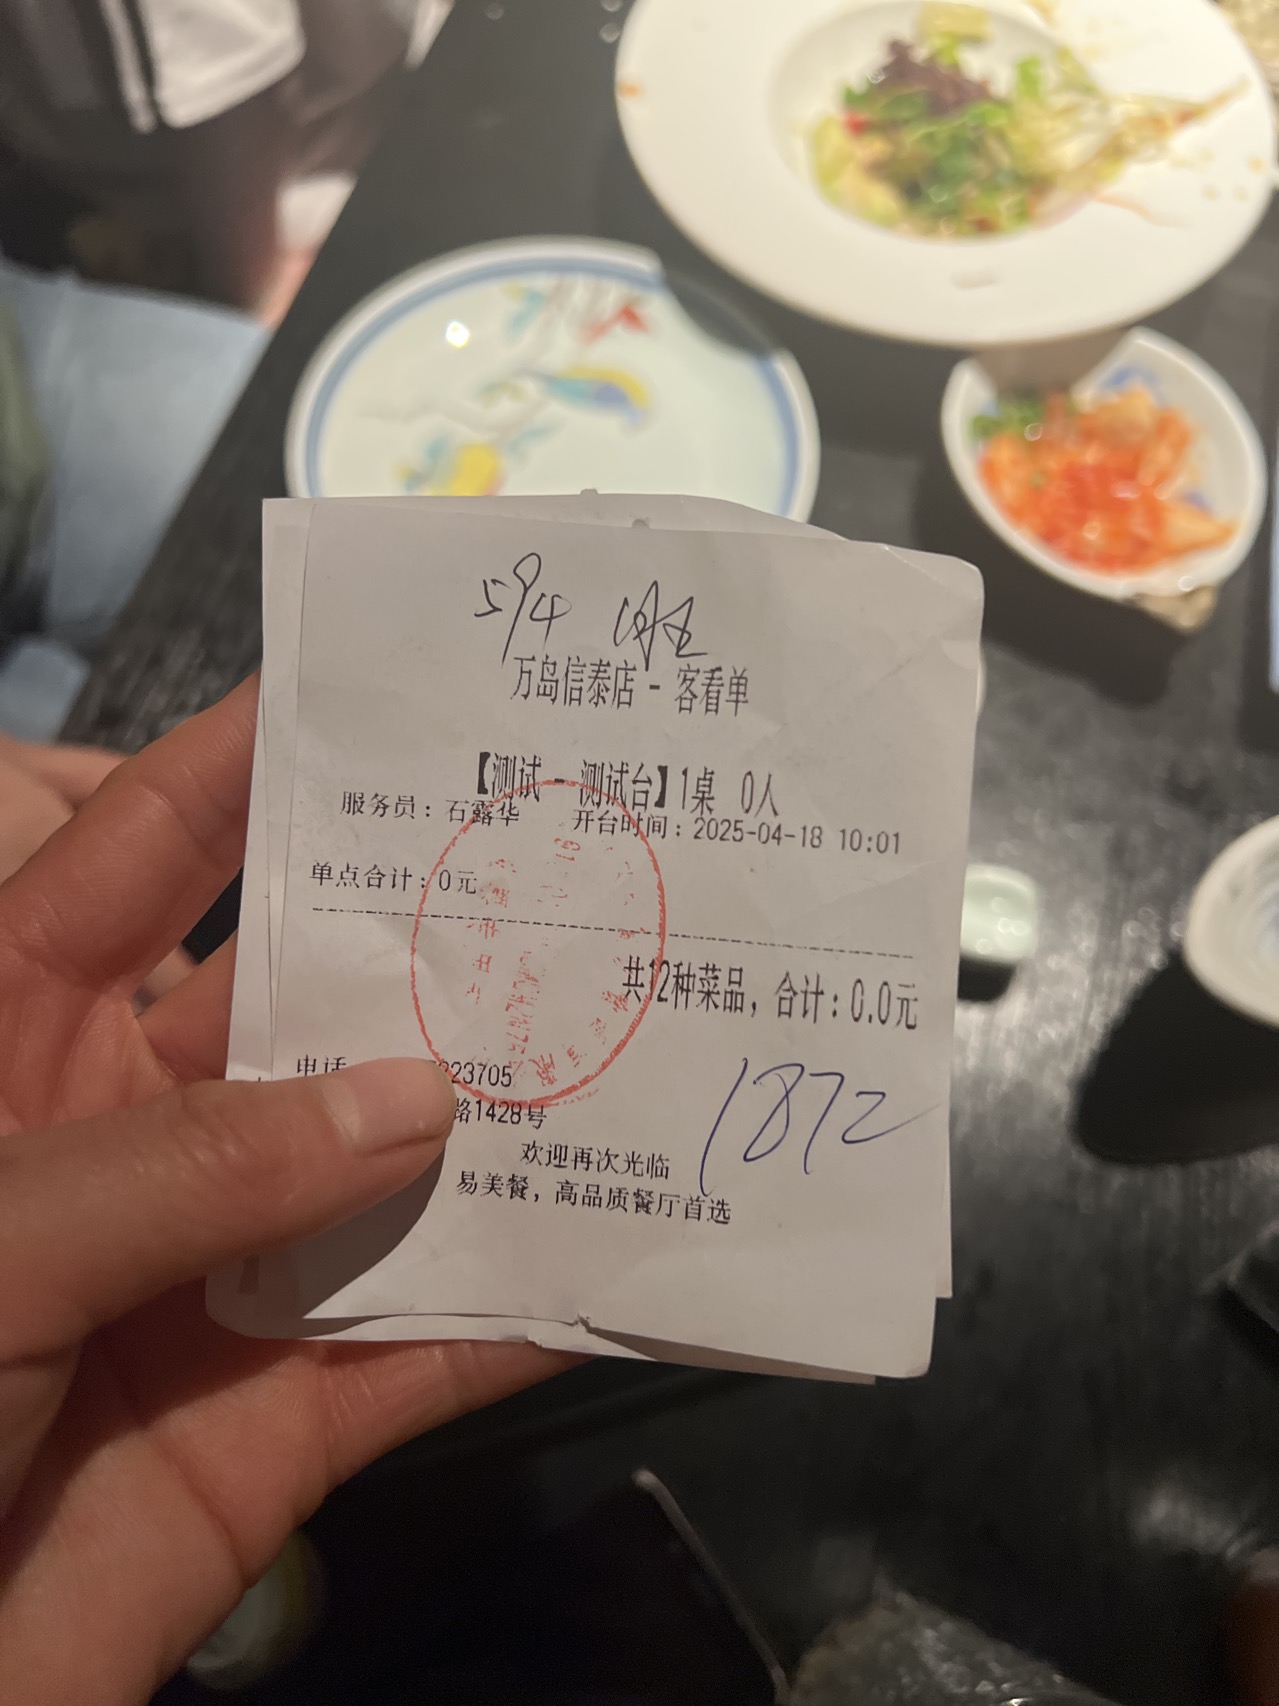 万岛信泰店 - 客看单
【测试 - 测试台】1桌 0人
服务员：石露华 开台时间：2025-04-18 10:01
单点合计：0元
共12种菜品，合计：0.0元
1872
电话
223705
路1428号
欢迎再次光临
易美餐，高品质餐厅首选